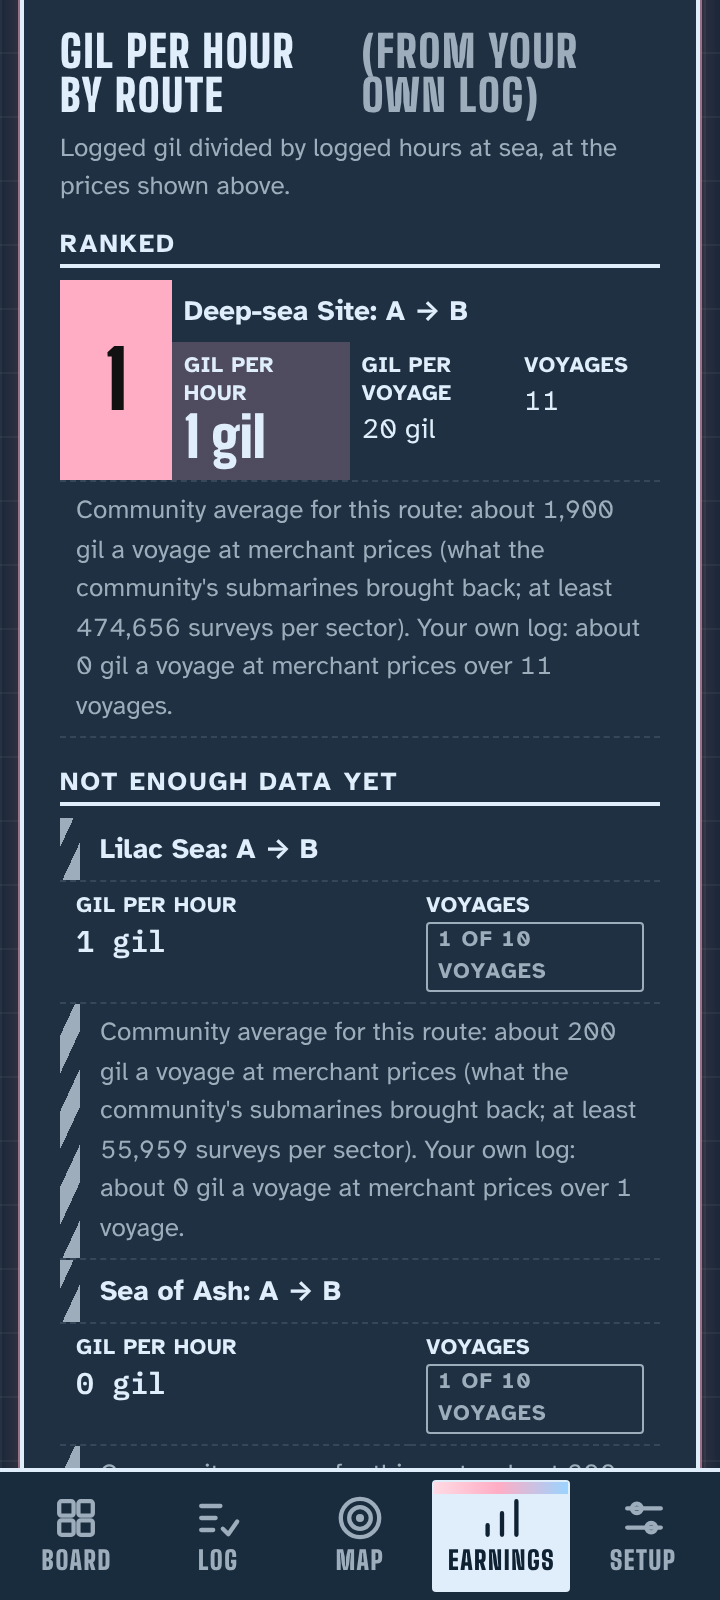 GIL PER HOUR
BY ROUTE
(FROM YOUR
OWN LOG)
Logged gil divided by logged hours at sea, at the
prices shown above.
RANKED
1
Deep-sea Site: A → B
GIL PER
HOUR
1 gil
GIL PER
VOYAGE
20 gil
VOYAGES
11
Community average for this route: about 1,900
gil a voyage at merchant prices (what the
community's submarines brought back; at least
474,656 surveys per sector). Your own log: about
0 gil a voyage at merchant prices over 11
voyages.
NOT ENOUGH DATA YET
Lilac Sea: A → B
GIL PER HOUR
1 gil
VOYAGES
1 OF 10
VOYAGES
Community average for this route: about 200
gil a voyage at merchant prices (what the
community's submarines brought back; at least
55,959 surveys per sector). Your own log:
about 0 gil a voyage at merchant prices over 1
voyage.
Sea of Ash: A → B
GIL PER HOUR
0 gil
VOYAGES
1 OF 10
VOYAGES
BOARD
LOG
MAP
EARNINGS
SETUP